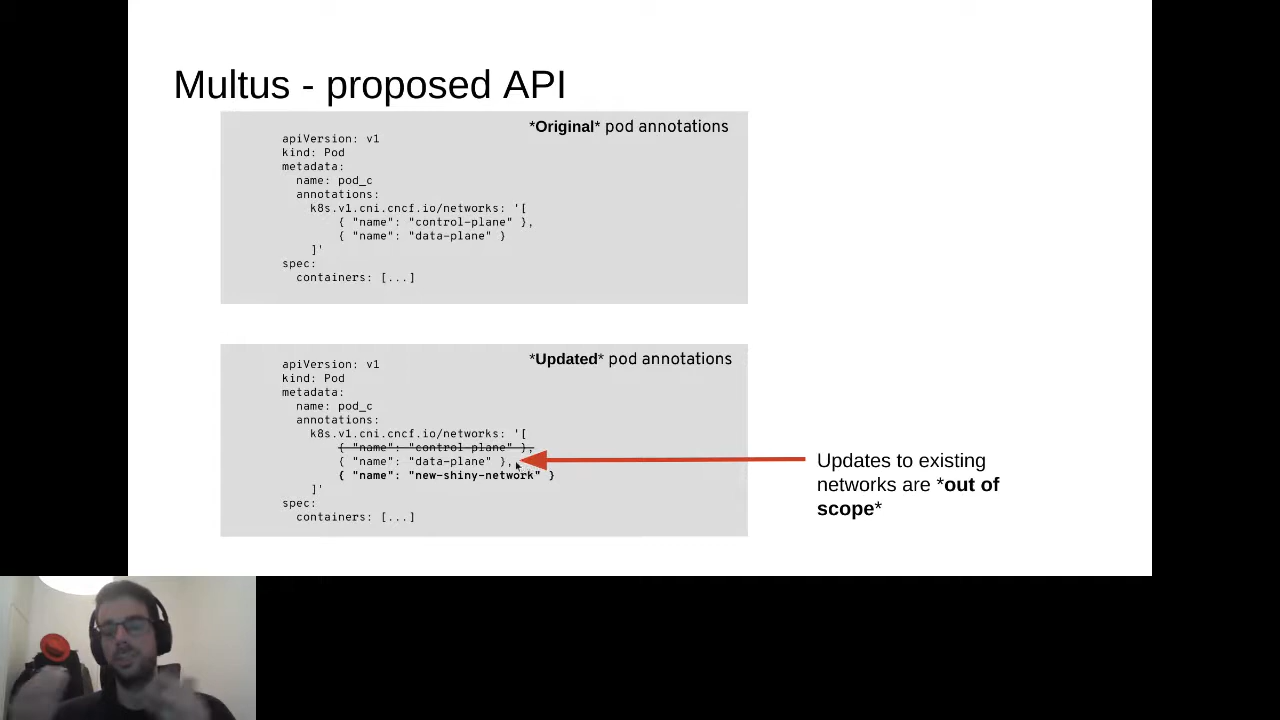 Multus - proposed API
*Original* pod annotations
apiVersion: v1
kind: Pod
metadata:
  name: pod_c
  annotations:
    k8s.v1.cni.cncf.io/networks: '[
        { "name": "control-plane" },
        { "name": "data-plane" }
    ]'
spec:
  containers: [...]
*Updated* pod annotations
apiVersion: v1
kind: Pod
metadata:
  name: pod_c
  annotations:
    k8s.v1.cni.cncf.io/networks: '[
        { "name": "control-plane" },
        { "name": "data-plane" },
        { "name": "new-shiny-network" }
    ]'
spec:
  containers: [...]
Updates to existing
networks are *out of
scope*